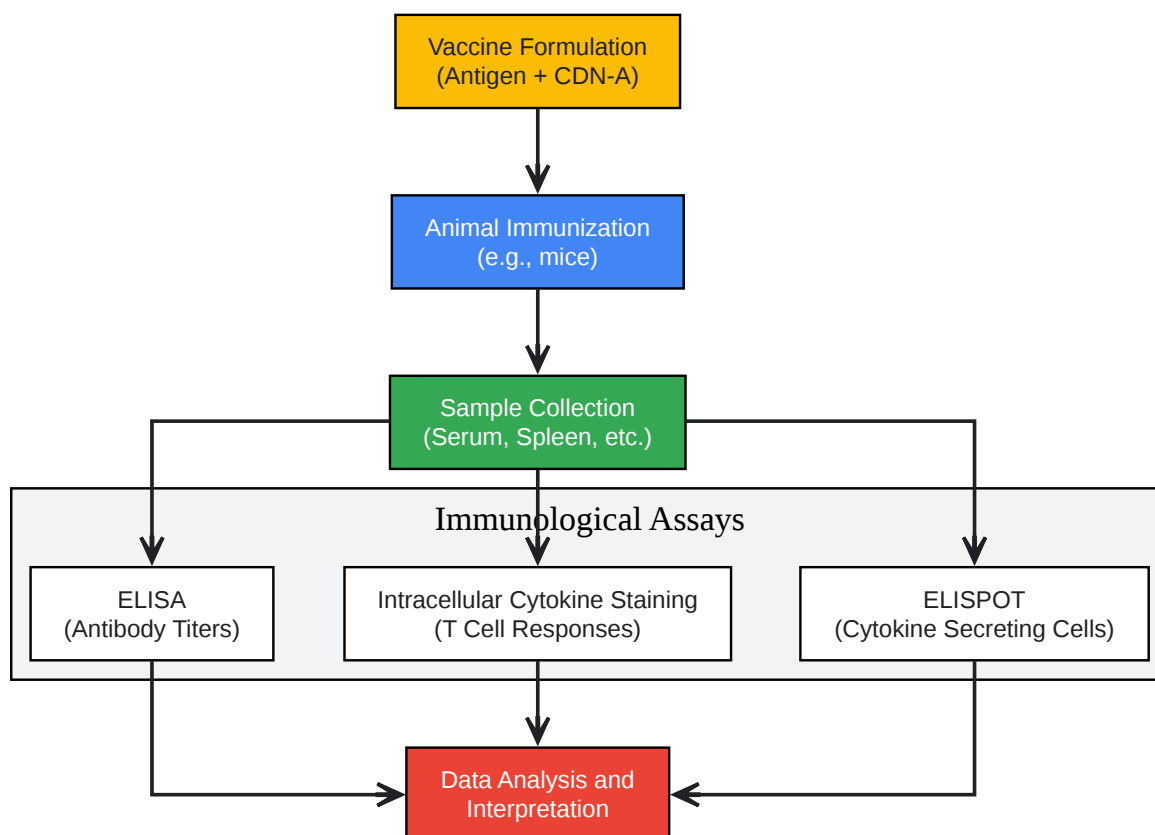 Vaccine Formulation
(Antigen + CDN-A)
Animal Immunization
(e.g., mice)
Sample Collection
(Serum, Spleen, etc.)
Immunological Assays
ELISA
(Antibody Titers)
Intracellular Cytokine Staining
(T Cell Responses)
ELISPOT
(Cytokine Secreting Cells)
Data Analysis and
Interpretation